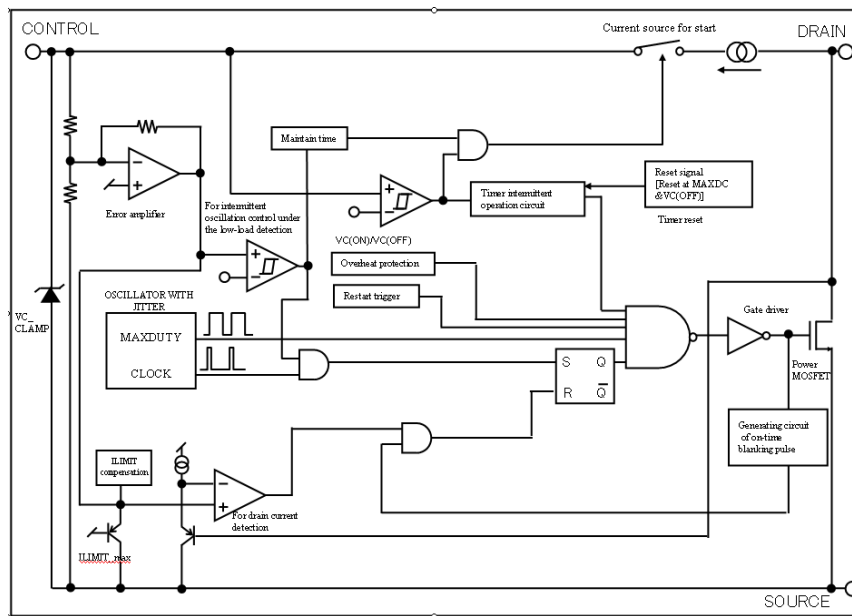 CONTROL
Current source for start
DRAIN
Maintain time
Error amplifier
For intermittent
oscillation control under
the low-load detection
Timer intermittent
operation circuit
Reset signal
[Reset at MAXDC
&VC(OFF)]
Timer reset
VC(ON)/VC(OFF)
Overheat protection
Restart trigger
OSCILLATOR WITH
JITTER
MAXDUTY
CLOCK
VC_
CLAMP
Gate driver
Power
MOSFET
S Q
R Q
Generating circuit
of on-time
blanking pulse
ILIMIT
compensation
For drain current
detection
ILIMIT_max
SOURCE